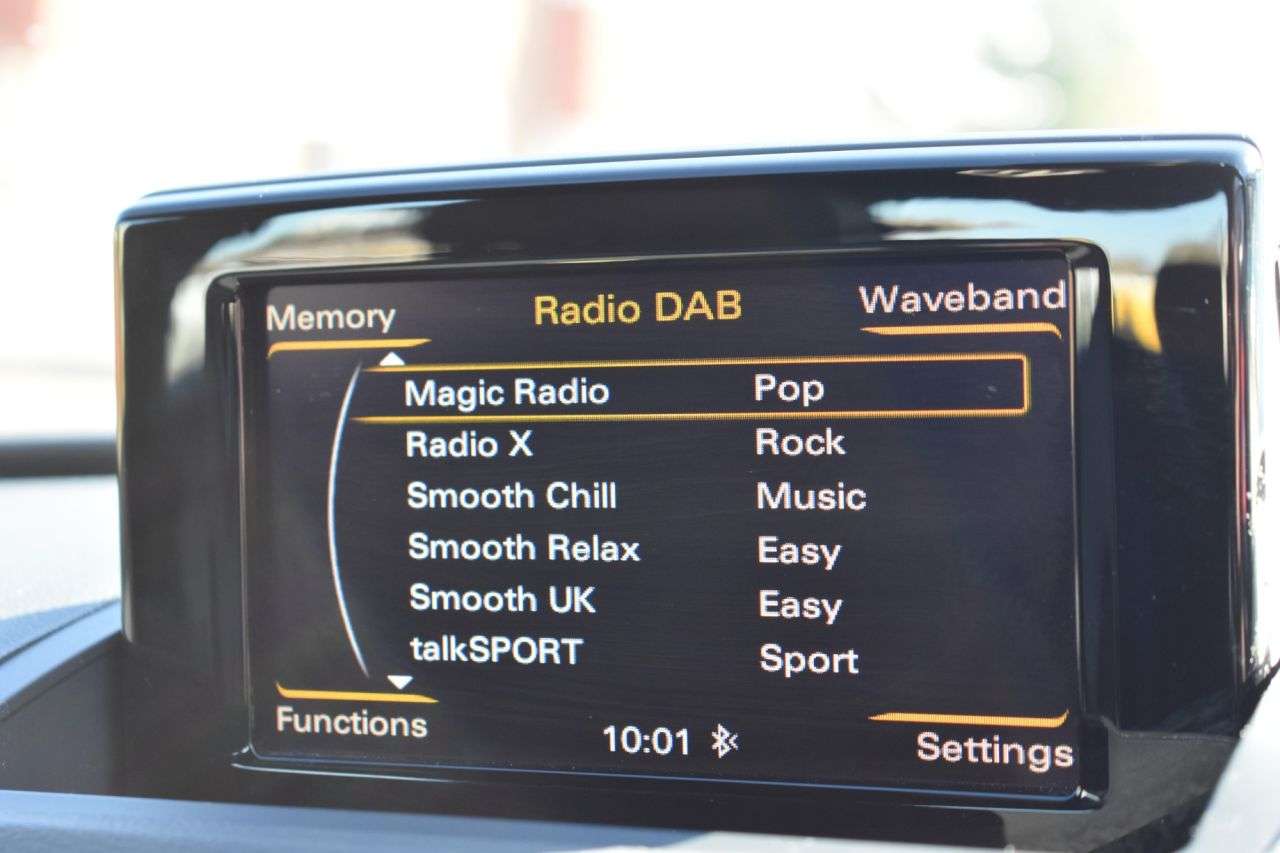 Memory Radio DAB Waveband
Magic Radio Pop
Radio X Rock
Smooth Chill Music
Smooth Relax Easy
Smooth UK Easy
talkSPORT Sport
Functions 10:01 Settings